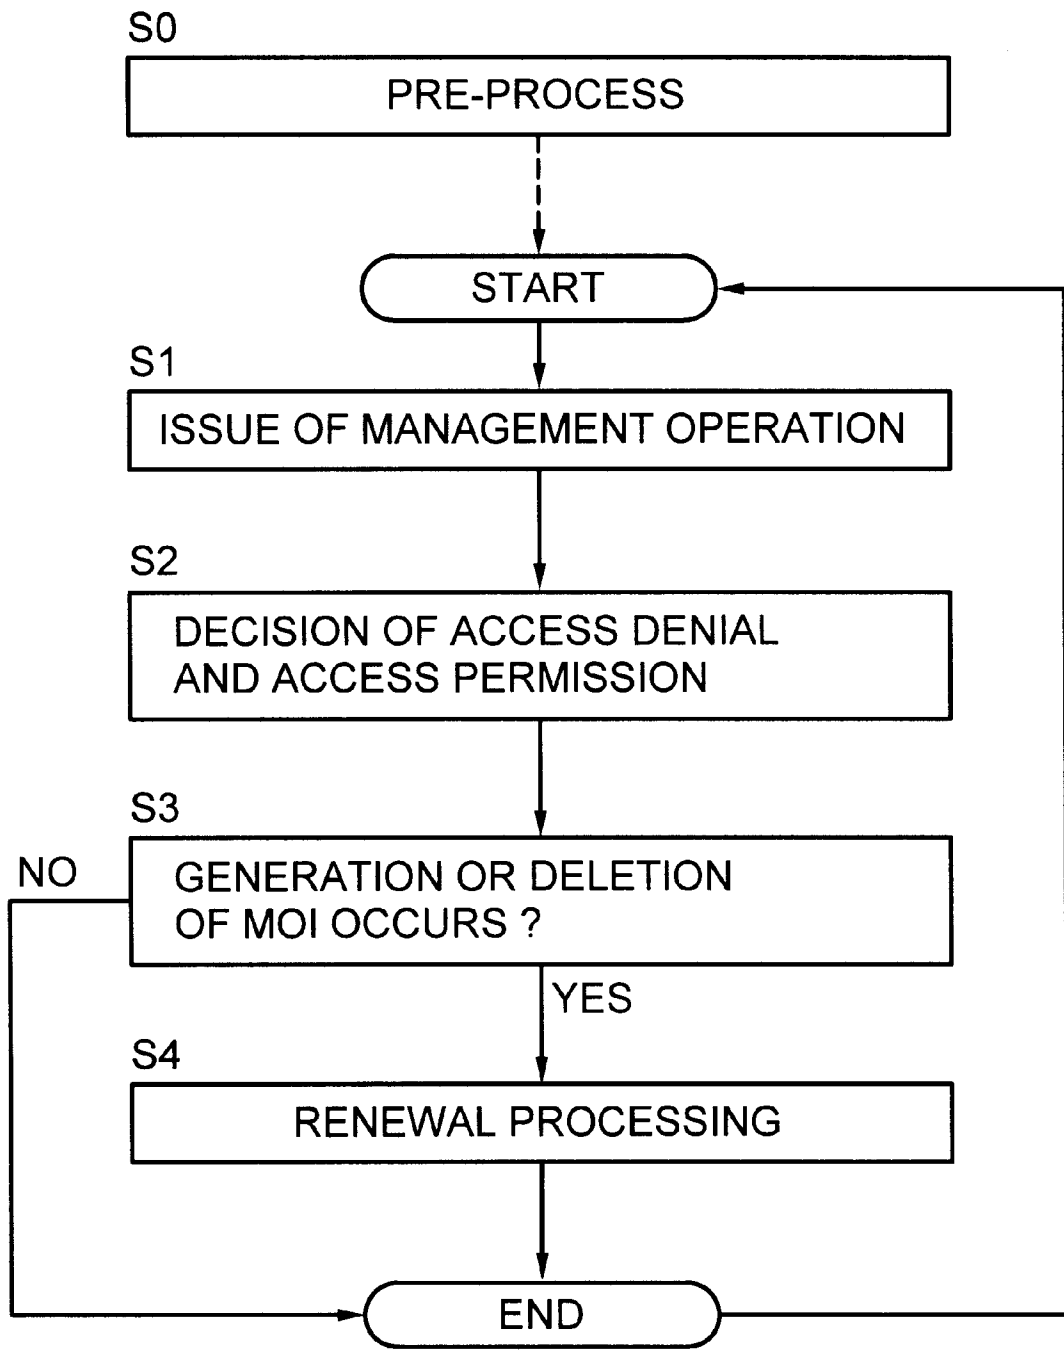 S0
PRE-PROCESS
START
S1
ISSUE OF MANAGEMENT OPERATION
S2
DECISION OF ACCESS DENIAL
AND ACCESS PERMISSION
S3
NO
GENERATION OR DELETION
OF MOI OCCURS ?
YES
S4
RENEWAL PROCESSING
END